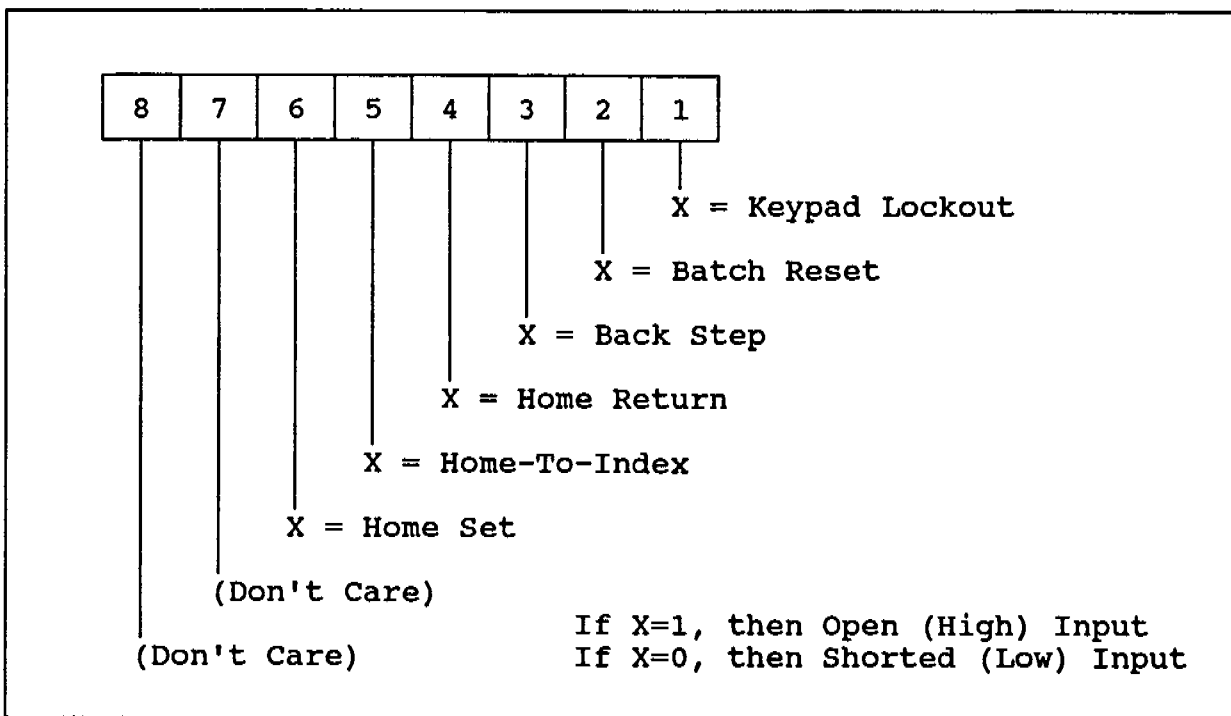 8 7 6 5 4 3 2 1
X = Keypad Lockout
X = Batch Reset
X = Back Step
X = Home Return
X = Home-To-Index
X = Home Set
(Don't Care)
If X=1, then Open (High) Input
(Don't Care)
If X=0, then Shorted (Low) Input